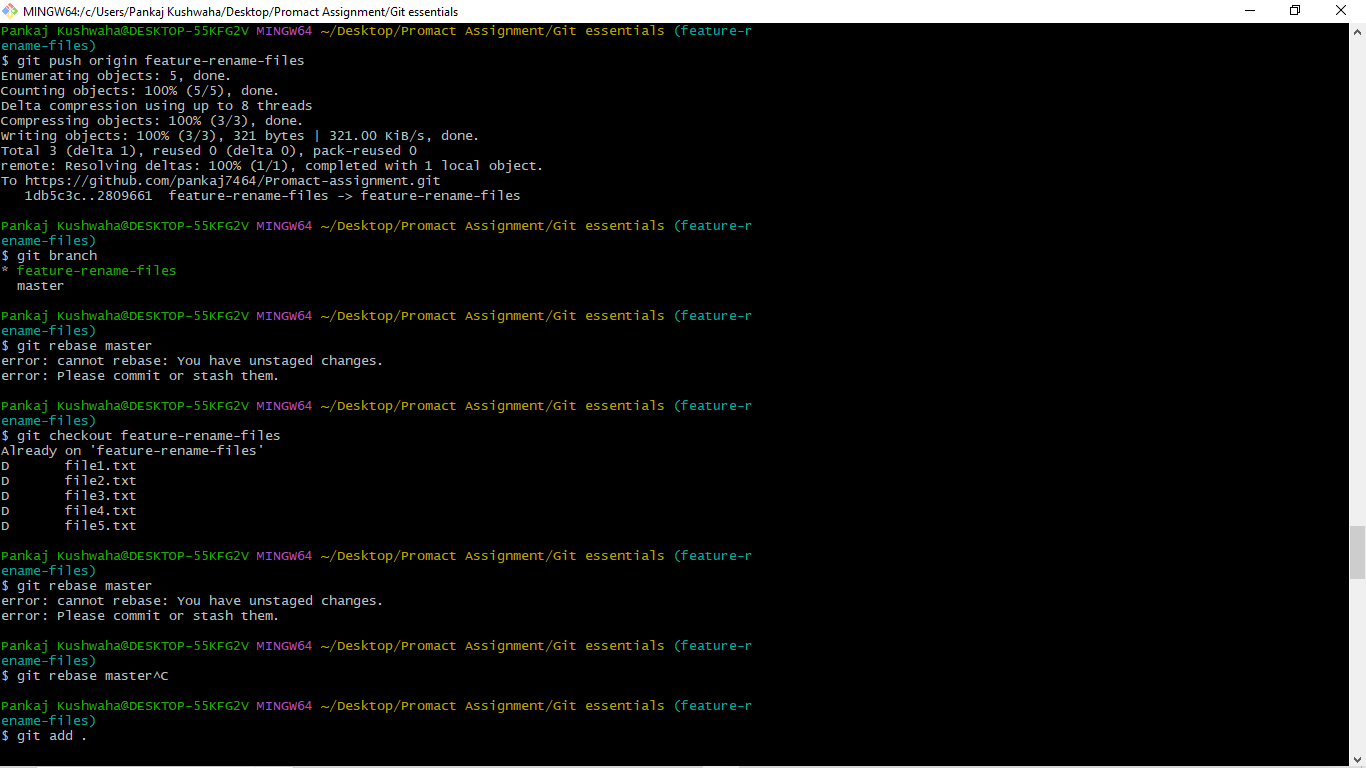 MINGW64:/c/Users/Pankaj Kushwaha/Desktop/Promact Assignment/Git essentials
Pankaj Kushwaha@DESKTOP-55KFG2V MINGW64 ~/Desktop/Promact Assignment/Git essentials (feature-r
ename-files)
$ git push origin feature-rename-files
Enumerating objects: 5, done.
Counting objects: 100% (5/5), done.
Delta compression using up to 8 threads
Compressing objects: 100% (3/3), done.
Writing objects: 100% (3/3), 321 bytes | 321.00 KiB/s, done.
Total 3 (delta 1), reused 0 (delta 0), pack-reused 0
remote: Resolving deltas: 100% (1/1), completed with 1 local object.
To https://github.com/pankaj7464/Promact-assignment.git
   1db5c3c..2809661  feature-rename-files -> feature-rename-files
Pankaj Kushwaha@DESKTOP-55KFG2V MINGW64 ~/Desktop/Promact Assignment/Git essentials (feature-r
ename-files)
$ git branch
* feature-rename-files
  master
Pankaj Kushwaha@DESKTOP-55KFG2V MINGW64 ~/Desktop/Promact Assignment/Git essentials (feature-r
ename-files)
$ git rebase master
error: cannot rebase: You have unstaged changes.
error: Please commit or stash them.
Pankaj Kushwaha@DESKTOP-55KFG2V MINGW64 ~/Desktop/Promact Assignment/Git essentials (feature-r
ename-files)
$ git checkout feature-rename-files
Already on 'feature-rename-files'
D       file1.txt
D       file2.txt
D       file3.txt
D       file4.txt
D       file5.txt
Pankaj Kushwaha@DESKTOP-55KFG2V MINGW64 ~/Desktop/Promact Assignment/Git essentials (feature-r
ename-files)
$ git rebase master
error: cannot rebase: You have unstaged changes.
error: Please commit or stash them.
Pankaj Kushwaha@DESKTOP-55KFG2V MINGW64 ~/Desktop/Promact Assignment/Git essentials (feature-r
ename-files)
$ git rebase master^C
Pankaj Kushwaha@DESKTOP-55KFG2V MINGW64 ~/Desktop/Promact Assignment/Git essentials (feature-r
ename-files)
$ git add .